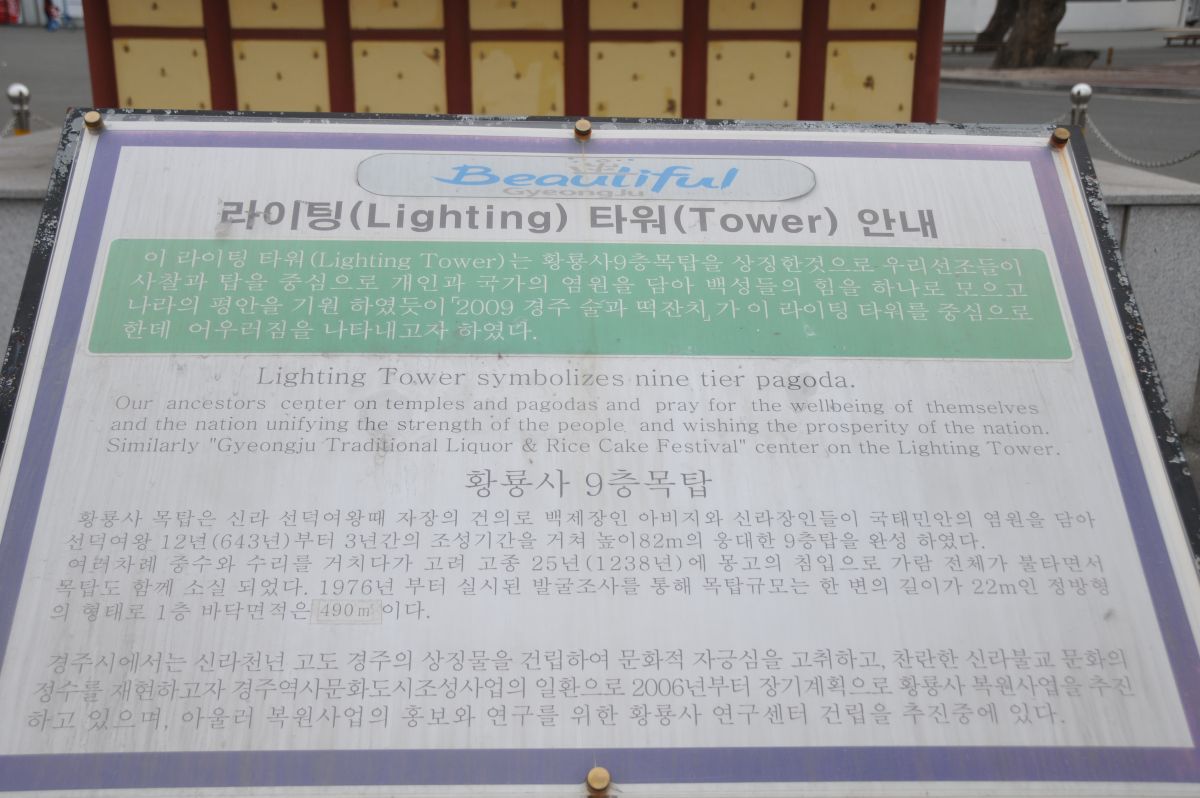 Beautiful
Gyeongju
라이팅(Lighting) 타워(Tower) 안내
이 라이팅 타워(Lighting Tower)는 황룡사9층목탑을 상징한것으로 우리선조들이
사찰과 탑을 중심으로 개인과 국가의 염원을 담아 백성들의 힘을 하나로 모으고
나라의 평안을 기원 하였듯이「2009 경주 술과 떡잔치」가 이 라이팅 타워를 중심으로
한데 어우러짐을 나타내고자 하였다.
Lighting Tower symbolizes nine tier pagoda.
Our ancestors center on temples and pagodas and pray for the wellbeing of themselves
and the nation unifying the strength of the people and wishing the prosperity of the nation.
Similarly "Gyeongju Traditional Liquor & Rice Cake Festival" center on the Lighting Tower.
황룡사 9층목탑
황룡사 목탑은 신라 선덕여왕때 자장의 건의로 백제장인 아비지와 신라장인들이 국태민안의 염원을 담아
선덕여왕 12년(643년)부터 3년간의 조성기간을 거쳐 높이82m의 웅대한 9층탑을 완성 하였다.
여러차례 중수와 수리를 거치다가 고려 고종 25년(1238년)에 몽고의 침입으로 가람 전체가 불타면서
목탑도 함께 소실 되었다. 1976년 부터 실시된 발굴조사를 통해 목탑규모는 한 변의 길이가 22m인 정방형
의 형태로 1층 바닥면적은 490㎡이다.
경주시에서는 신라천년 고도 경주의 상징물을 건립하여 문화적 자긍심을 고취하고, 찬란한 신라불교 문화의
정수를 재현하고자 경주역사문화도시조성사업의 일환으로 2006년부터 장기계획으로 황룡사 복원사업을 추진
하고 있으며, 아울러 복원사업의 홍보와 연구를 위한 황룡사 연구센터 건립을 추진중에 있다.